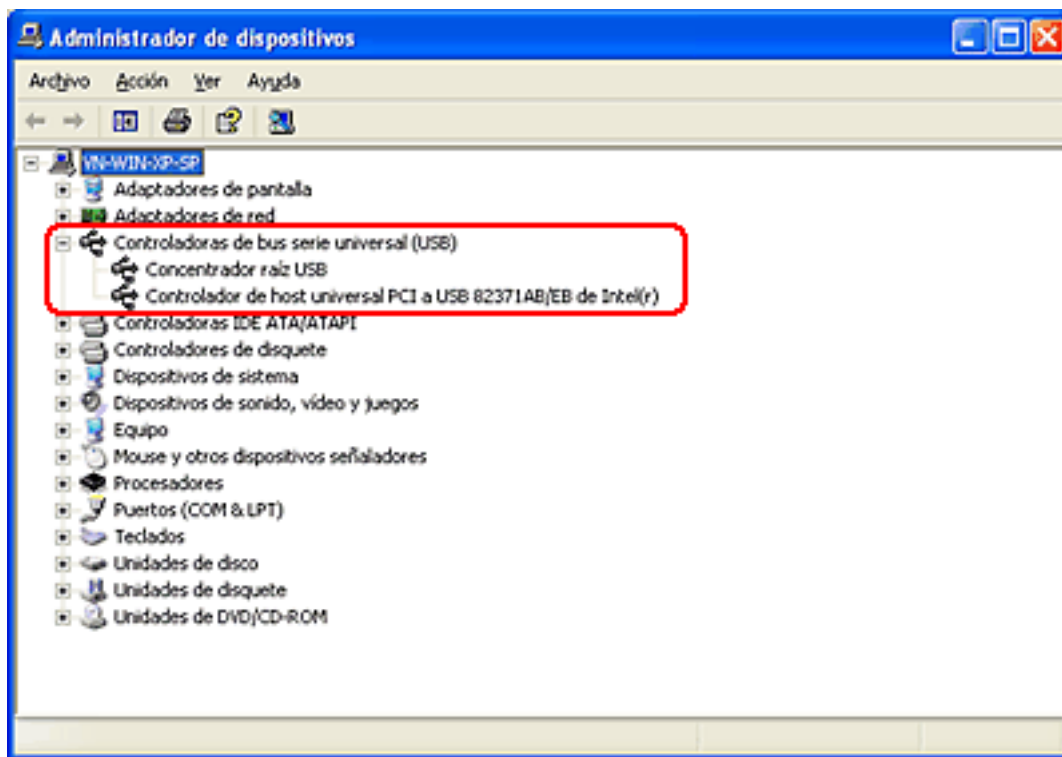 Administrador de dispositivos
Archivo Acción Ver Ayuda
VN-WIN-XP-SP
Adaptadores de pantalla
Adaptadores de red
Controladoras de bus serie universal (USB)
Concentrador raíz USB
Controlador de host universal PCI a USB 82371AB/EB de Intel(r)
Controladoras IDE ATA/ATAPI
Controladores de disquete
Dispositivos de sistema
Dispositivos de sonido, vídeo y juegos
Equipo
Mouse y otros dispositivos señaladores
Procesadores
Puertos (COM & LPT)
Teclados
Unidades de disco
Unidades de disquete
Unidades de DVD/CD-ROM